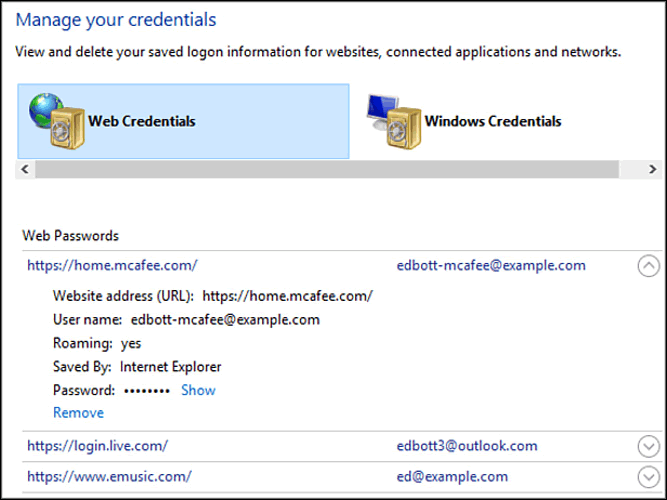 Manage your credentials
View and delete your saved logon information for websites, connected applications and networks.
Web Credentials
Windows Credentials
Web Passwords
https://home.mcafee.com/ edbott-mcafee@example.com
Website address (URL): https://home.mcafee.com/
User name: edbott-mcafee@example.com
Roaming: yes
Saved By: Internet Explorer
Password: •••••••• Show
Remove
https://login.live.com/ edbott3@outlook.com
https://www.emusic.com/ ed@example.com